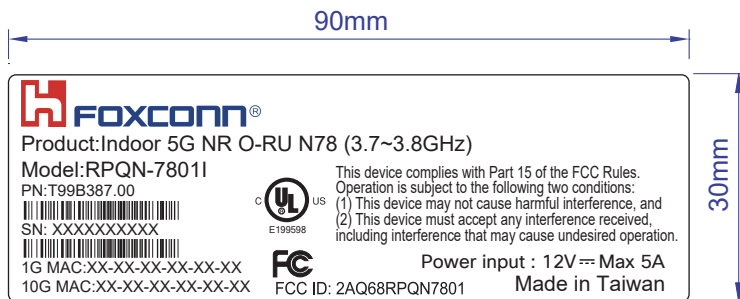 90mm
FOXCONN®
Product:Indoor 5G NR O-RU N78 (3.7~3.8GHz)
Model:RPQN-7801I
PN:T99B387.00
SN: XXXXXXXXXX
1G MAC:XX-XX-XX-XX-XX-XX
10G MAC:XX-XX-XX-XX-XX-XX
C UL US
E199598
FC
FCC ID: 2AQ68RPQN7801
This device complies with Part 15 of the FCC Rules.
Operation is subject to the following two conditions:
(1) This device may not cause harmful interference, and
(2) This device must accept any interference received,
including interference that may cause undesired operation.
Power input : 12V⎓ Max 5A
Made in Taiwan
30mm